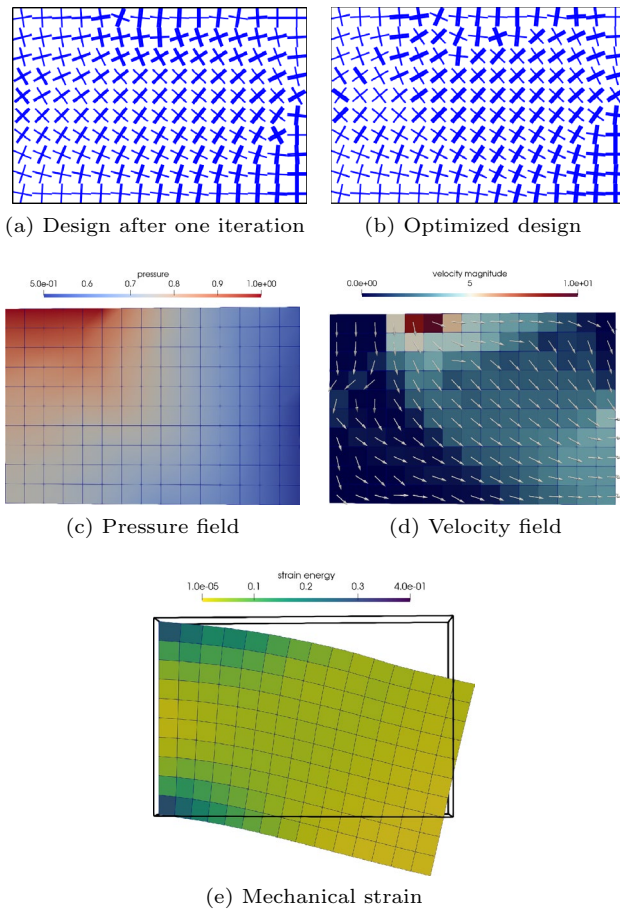 (a) Design after one iteration
(b) Optimized design
pressure
5.0e-01 0.6 0.7 0.8 0.9 1.0e+00
velocity magnitude
0.0e+00 5 1.0e+01
(c) Pressure field
(d) Velocity field
strain energy
1.0e-05 0.1 0.2 0.3 4.0e-01
(e) Mechanical strain